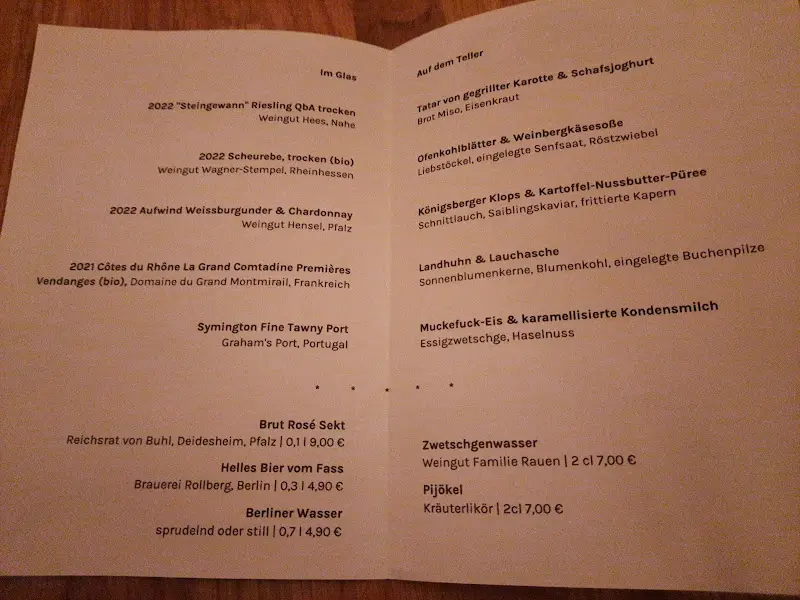 Im Glas
2022 "Steingewann" Riesling QbA trocken
Weingut Hees, Nahe
2022 Scheurebe, trocken (bio)
Weingut Wagner-Stempel, Rheinhessen
2022 Aufwind Weissburgunder & Chardonnay
Weingut Hensel, Pfalz
2021 Côtes du Rhône La Grand Comtadine Premières
Vendanges (bio), Domaine du Grand Montmirail, Frankreich
Symington Fine Tawny Port
Graham's Port, Portugal
Brut Rosé Sekt
Reichsrat von Buhl, Deidesheim, Pfalz | 0,1 l 9,00 €
Helles Bier vom Fass
Brauerei Rollberg, Berlin | 0,3 l 4,90 €
Berliner Wasser
sprudelnd oder still | 0,7 l 4,90 €
Auf dem Teller
Tatar von gegrillter Karotte & Schafsjoghurt
Brot Miso, Eisenkraut
Ofenkohlblätter & Weinbergkäsesoße
Liebstöckel, eingelegte Senfsaat, Röstzwiebel
Königsberger Klops & Kartoffel-Nussbutter-Püree
Schnittlauch, Saiblingskaviar, frittierte Kapern
Landhuhn & Lauchasche
Sonnenblumenkerne, Blumenkohl, eingelegte Buchenpilze
Muckefuck-Eis & karamellisierte Kondensmilch
Essigzwetschge, Haselnuss
* * * * *
Zwetschgenwasser
Weingut Familie Rauen | 2 cl 7,00 €
Pijökel
Kräuterlikör | 2cl 7,00 €